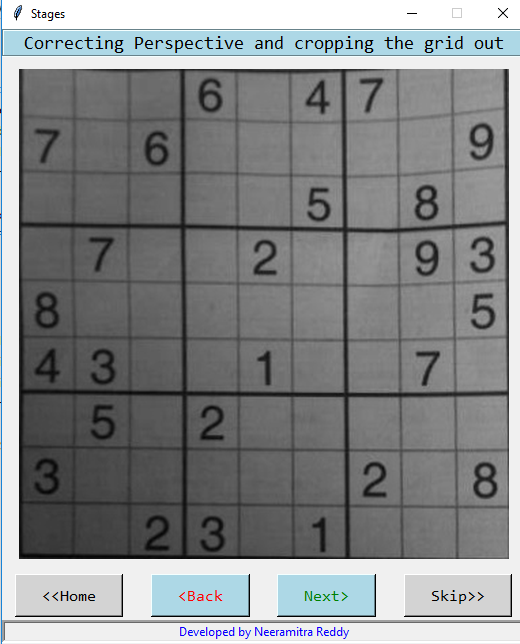 Stages
Correcting Perspective and cropping the grid out
6 4 7
7 6 9
5 8
7 2 9 3
8 5
4 3 1 7
5 2
3 2 8
2 3 1
<<Home <Back Next> Skip>>
Developed by Neeramitra Reddy